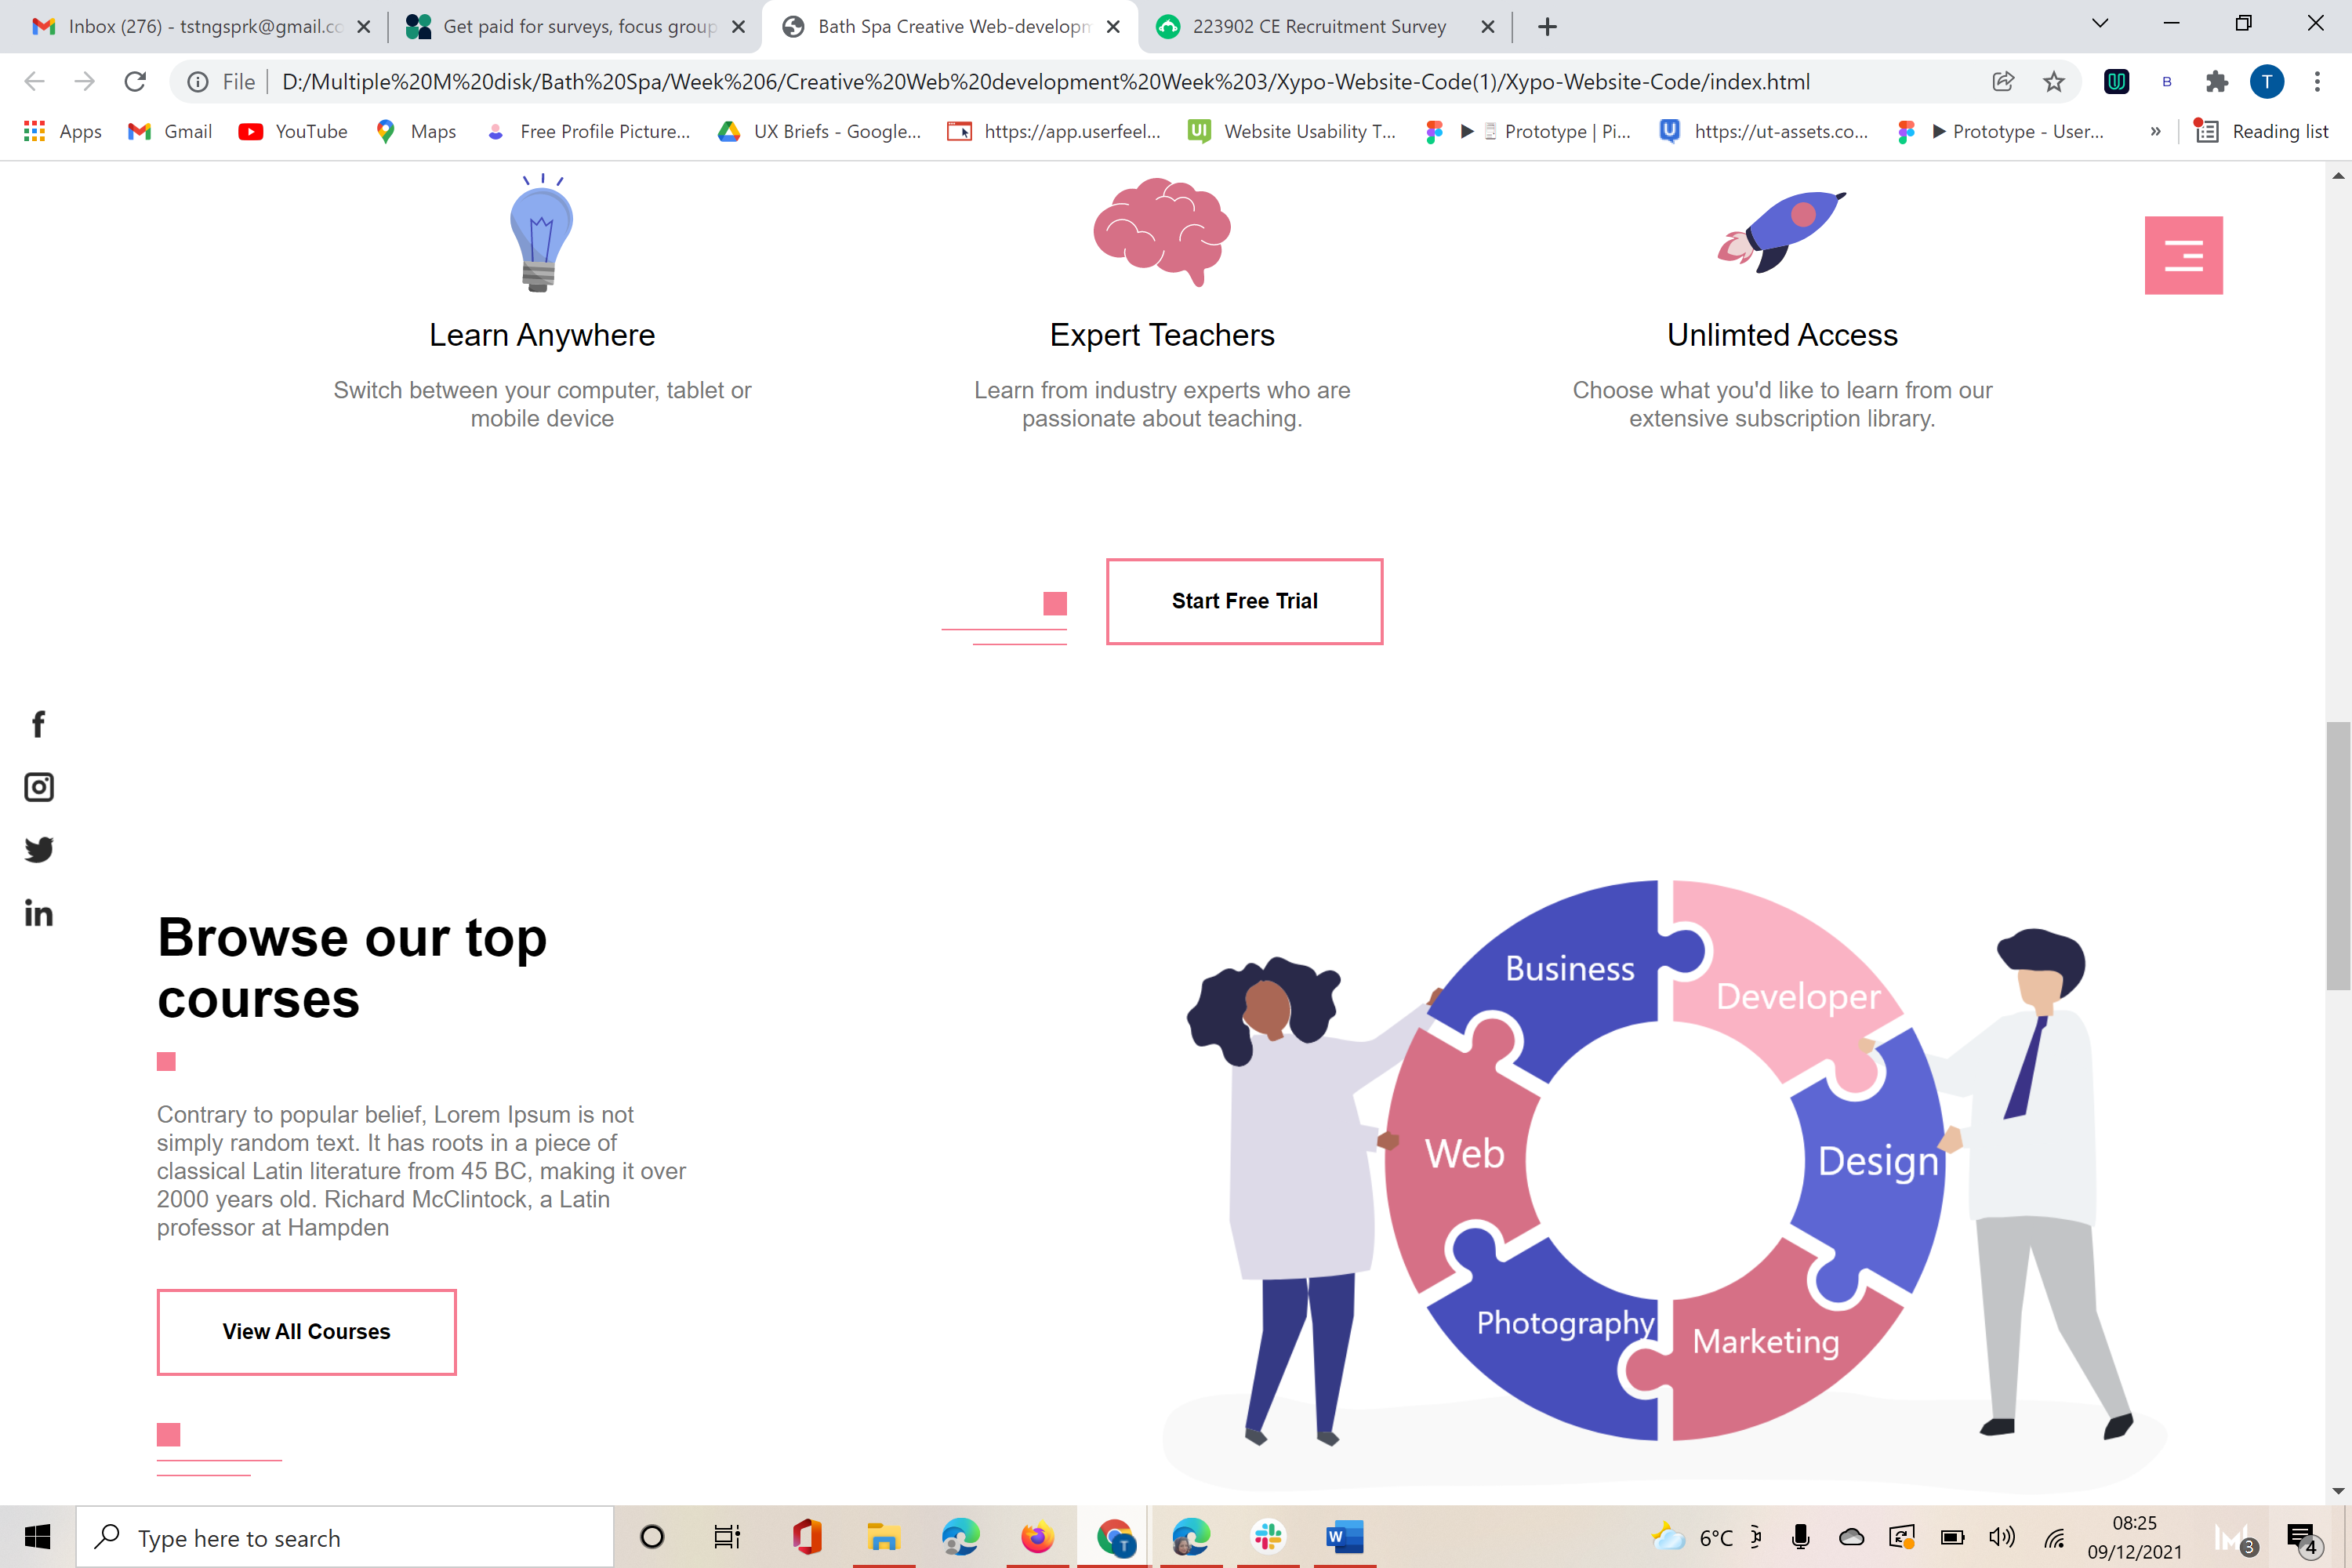 Inbox (276) - tstngsprk@gmail.co
Get paid for surveys, focus group
Bath Spa Creative Web-developm
223902 CE Recruitment Survey
File
D:/Multiple%20M%20disk/Bath%20Spa/Week%206/Creative%20Web%20development%20Week%203/Xypo-Website-Code(1)/Xypo-Website-Code/index.html
B
T
Apps
Gmail
YouTube
Maps
Free Profile Picture...
UX Briefs - Google...
https://app.userfeel...
Website Usability T...
Prototype | Pi...
https://ut-assets.co...
Prototype - User...
»
Reading list
Learn Anywhere
Switch between your computer, tablet or
mobile device
Expert Teachers
Learn from industry experts who are
passionate about teaching.
Unlimted Access
Choose what you'd like to learn from our
extensive subscription library.
Start Free Trial
Browse our top
courses
Contrary to popular belief, Lorem Ipsum is not
simply random text. It has roots in a piece of
classical Latin literature from 45 BC, making it over
2000 years old. Richard McClintock, a Latin
professor at Hampden
View All Courses
Business
Developer
Web
Design
Photography
Marketing
Type here to search
6°C
08:25
09/12/2021
3
4